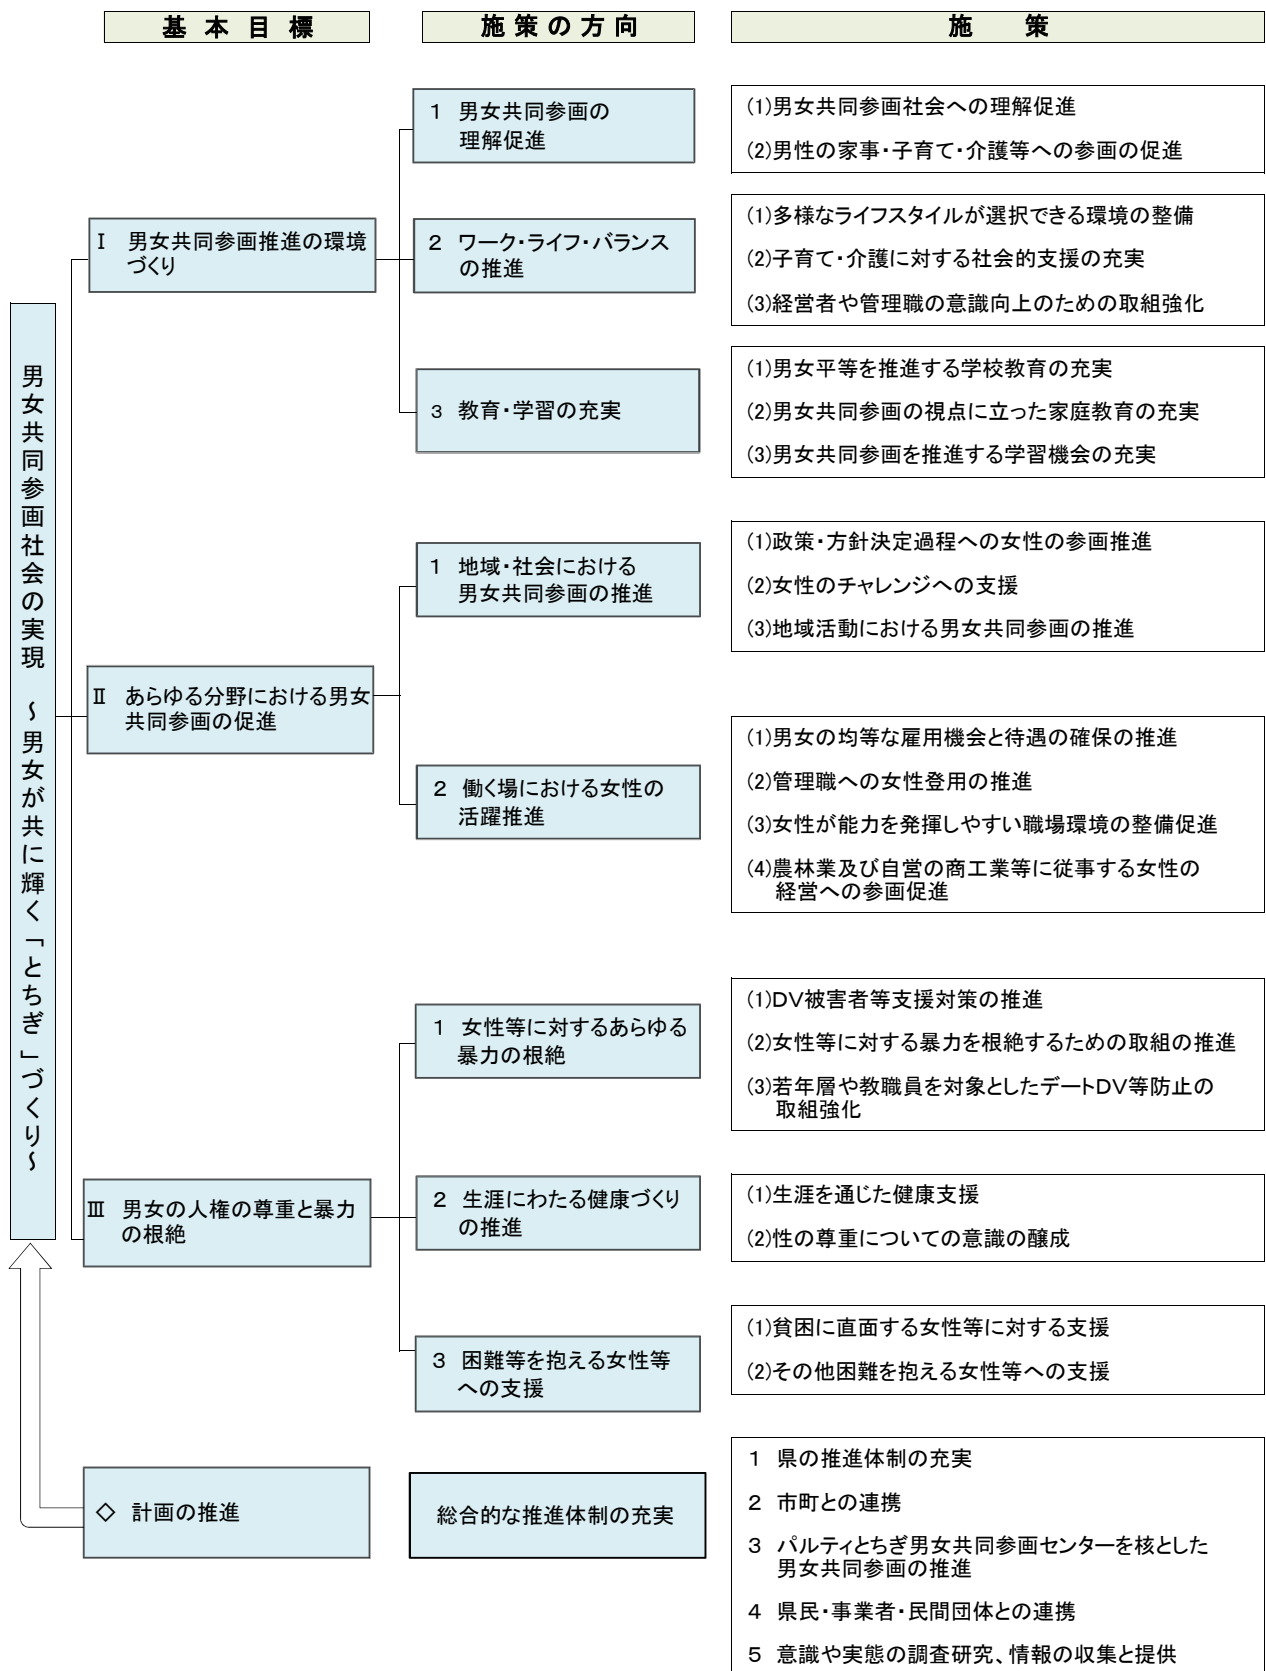 基本目標
施策の方向
施策
男女共同参画社会の実現 ～男女が共に輝く「とちぎ」づくり～
Ⅰ 男女共同参画推進の環境
づくり
1 男女共同参画の
理解促進
(1)男女共同参画社会への理解促進
(2)男性の家事・子育て・介護等への参画の促進
2 ワーク・ライフ・バランス
の推進
(1)多様なライフスタイルが選択できる環境の整備
(2)子育て・介護に対する社会的支援の充実
(3)経営者や管理職の意識向上のための取組強化
3 教育・学習の充実
(1)男女平等を推進する学校教育の充実
(2)男女共同参画の視点に立った家庭教育の充実
(3)男女共同参画を推進する学習機会の充実
Ⅱ あらゆる分野における男女
共同参画の促進
1 地域・社会における
男女共同参画の推進
(1)政策・方針決定過程への女性の参画推進
(2)女性のチャレンジへの支援
(3)地域活動における男女共同参画の推進
2 働く場における女性の
活躍推進
(1)男女の均等な雇用機会と待遇の確保の推進
(2)管理職への女性登用の推進
(3)女性が能力を発揮しやすい職場環境の整備促進
(4)農林業及び自営の商工業等に従事する女性の
経営への参画促進
Ⅲ 男女の人権の尊重と暴力
の根絶
1 女性等に対するあらゆる
暴力の根絶
(1)DV被害者等支援対策の推進
(2)女性等に対する暴力を根絶するための取組の推進
(3)若年層や教職員を対象としたデートDV等防止の
取組強化
2 生涯にわたる健康づくり
の推進
(1)生涯を通じた健康支援
(2)性の尊重についての意識の醸成
3 困難等を抱える女性等
への支援
(1)貧困に直面する女性等に対する支援
(2)その他困難を抱える女性等への支援
◇ 計画の推進
総合的な推進体制の充実
1 県の推進体制の充実
2 市町との連携
3 パルティとちぎ男女共同参画センターを核とした
男女共同参画の推進
4 県民・事業者・民間団体との連携
5 意識や実態の調査研究、情報の収集と提供